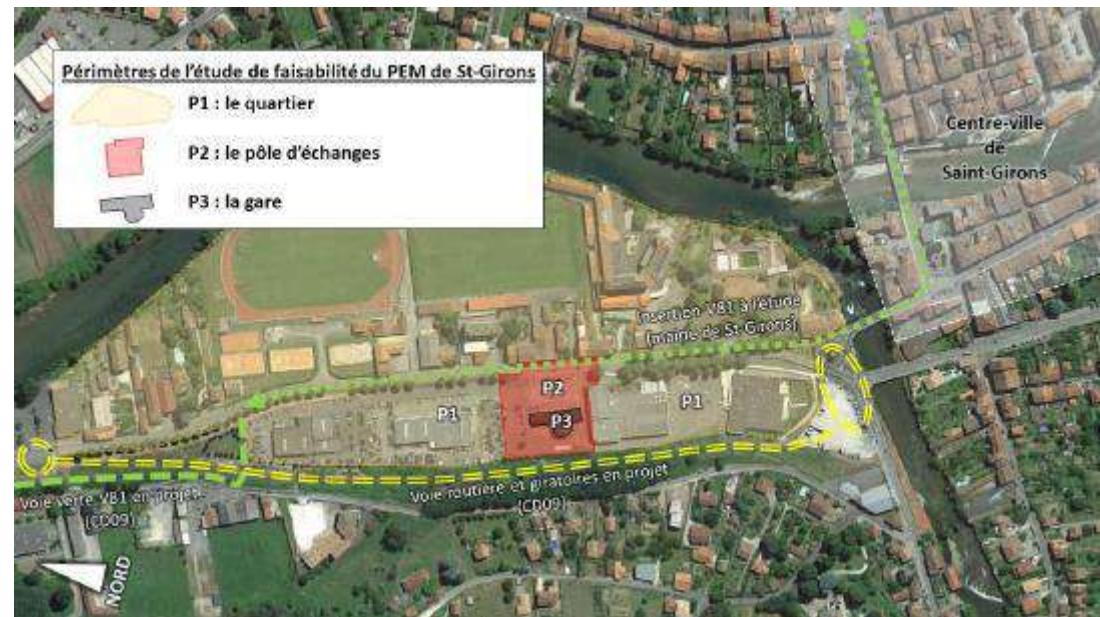 Périmètres de l'étude de faisabilité du PEM de St-Girons
P1 : le quartier
P2 : le pôle d'échanges
P3 : la gare
Centre-ville
de
Saint-Girons
Insertion V81 à l'étude
(mairie de St-Girons)
P2
P1
P3
P1
Voie routière et giratoires en projet
(CD09)
Voie verte V81 en projet
(CD09)
NORD